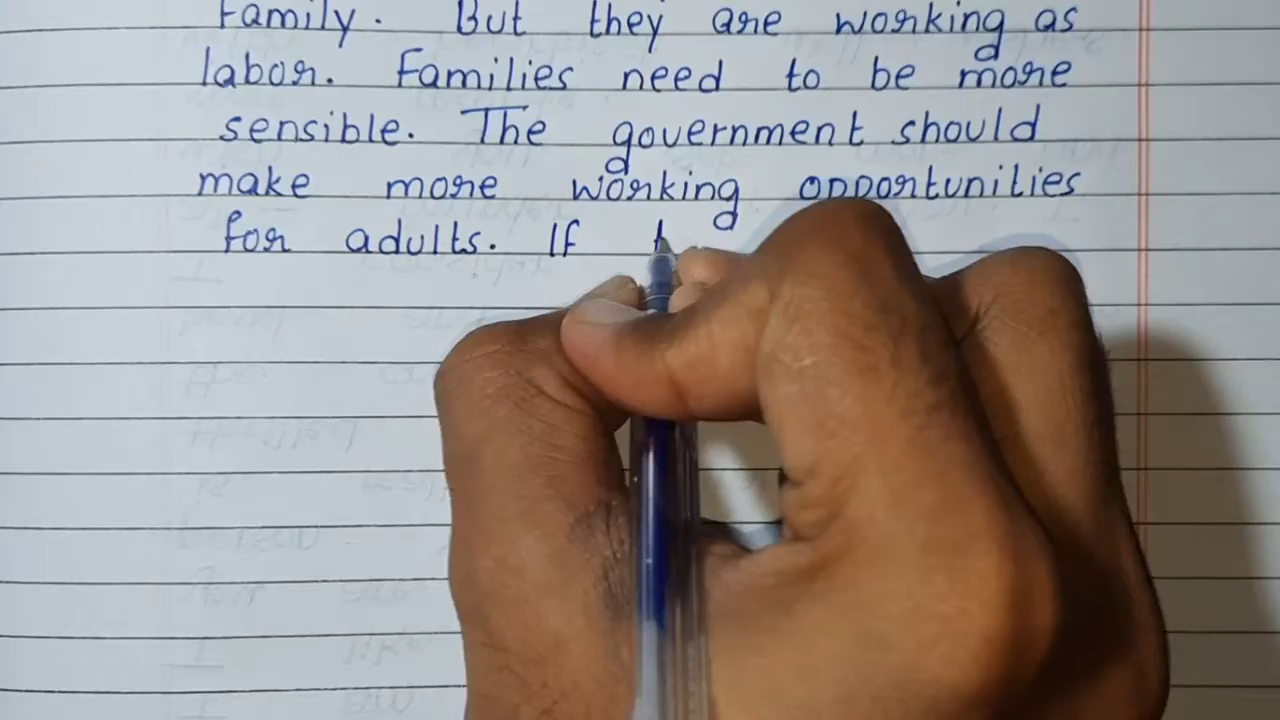 family. But they are working as
labor. Families need to be more
sensible. The government should
make more working opportunities
for adults. If